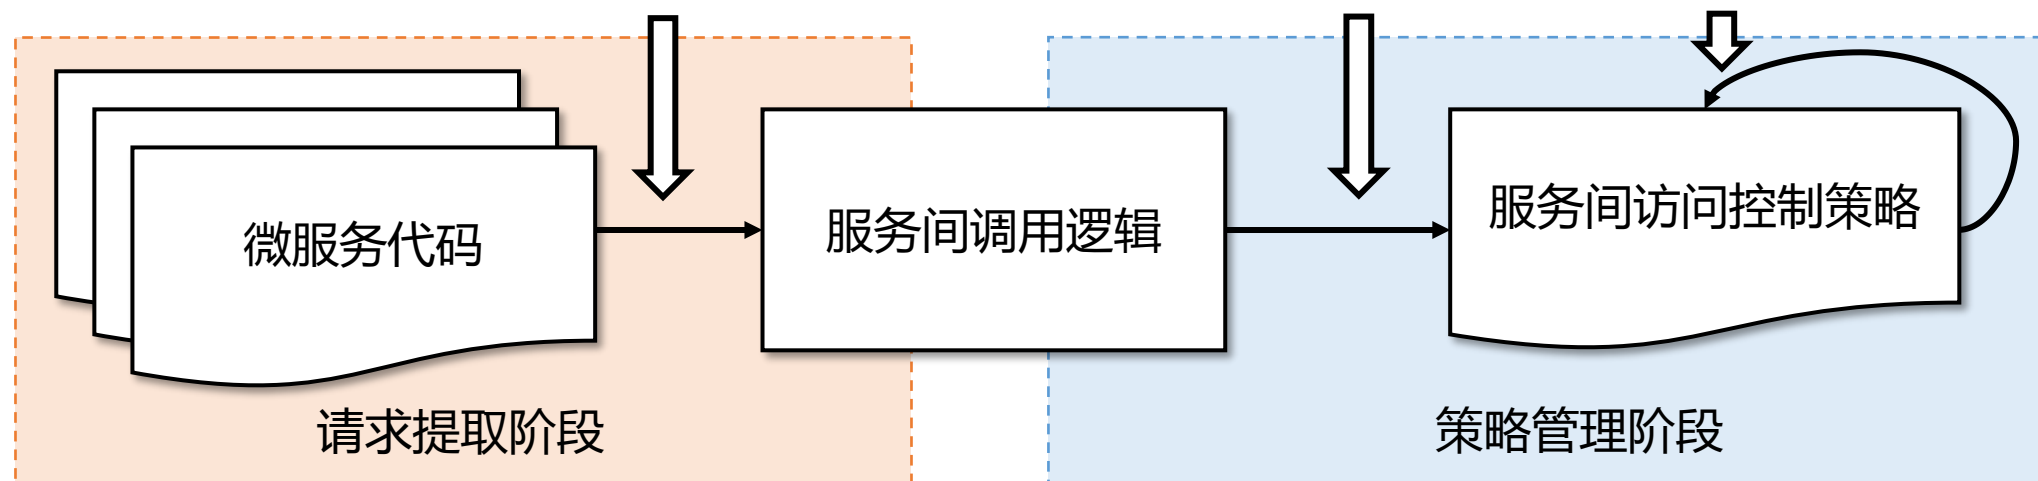 微服务代码
服务间调用逻辑
服务间访问控制策略
请求提取阶段
策略管理阶段